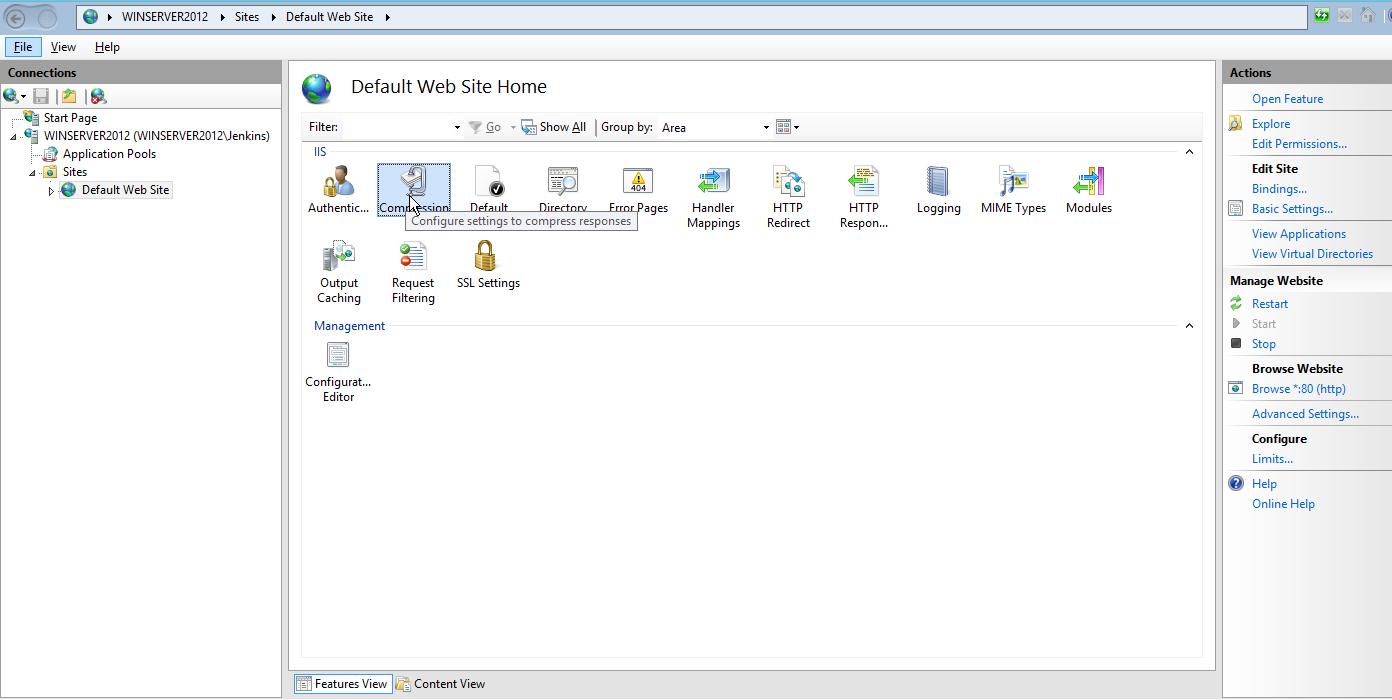 WINSERVER2012 Sites Default Web Site
File View Help
Connections
Start Page
WINSERVER2012 (WINSERVER2012\Jenkins)
Application Pools
Sites
Default Web Site
Default Web Site Home
Filter: Go Show All Group by: Area
IIS
Authentic... Default Directory Error Pages Handler HTTP HTTP Logging MIME Types Modules
Mappings Redirect Respon...
Configure settings to compress responses
Output Request SSL Settings
Caching Filtering
Management
Configurat...
Editor
Features View Content View
Actions
Open Feature
Explore
Edit Permissions...
Edit Site
Bindings...
Basic Settings...
View Applications
View Virtual Directories
Manage Website
Restart
Start
Stop
Browse Website
Browse *:80 (http)
Advanced Settings...
Configure
Limits...
Help
Online Help